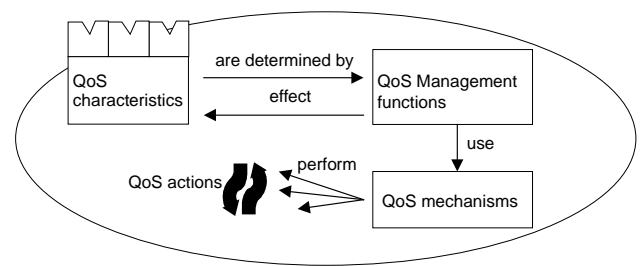 are determined by
QoS
characteristics
effect
QoS Management
functions
use
perform
QoS actions
QoS mechanisms